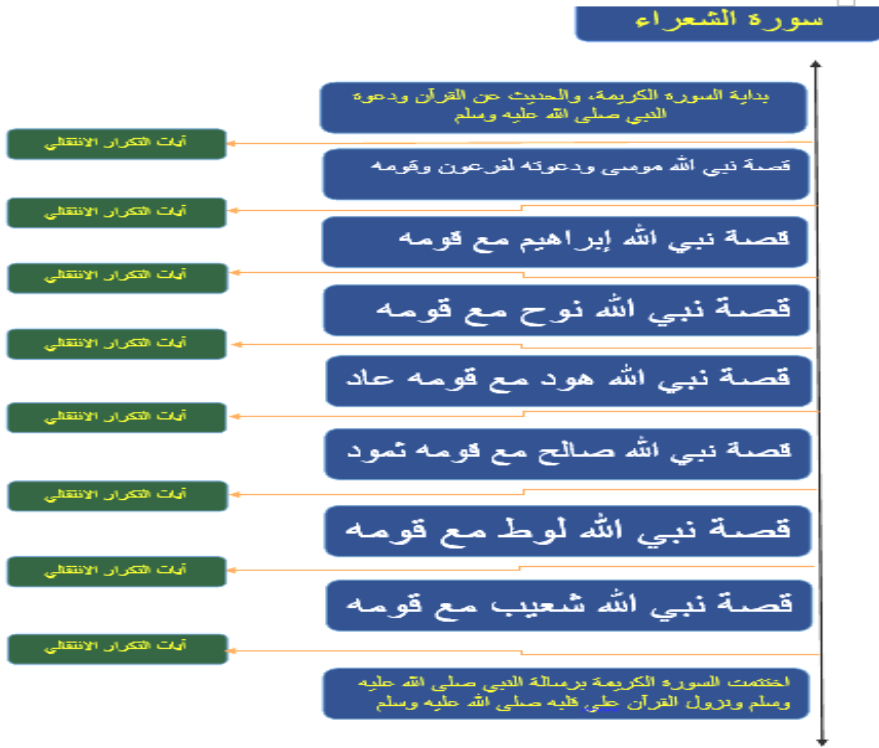 سورة الشعراء
بداية السورة الكريمة، والحديث عن القرآن ودعوة
النبي صلى الله عليه وسلم
آيات التكرار الانتقالي
قصة نبي الله موسى ودعوته لفرعون وقومه
آيات التكرار الانتقالي
قصة نبي الله إبراهيم مع قومه
آيات التكرار الانتقالي
قصة نبي الله نوح مع قومه
آيات التكرار الانتقالي
قصة نبي الله هود مع قومه عاد
آيات التكرار الانتقالي
قصة نبي الله صالح مع قومه ثمود
آيات التكرار الانتقالي
قصة نبي الله لوط مع قومه
آيات التكرار الانتقالي
قصة نبي الله شعيب مع قومه
آيات التكرار الانتقالي
اختتمت السورة الكريمة برسالة النبي صلى الله عليه
وسلم ونزول القرآن على قلبه صلى الله عليه وسلم